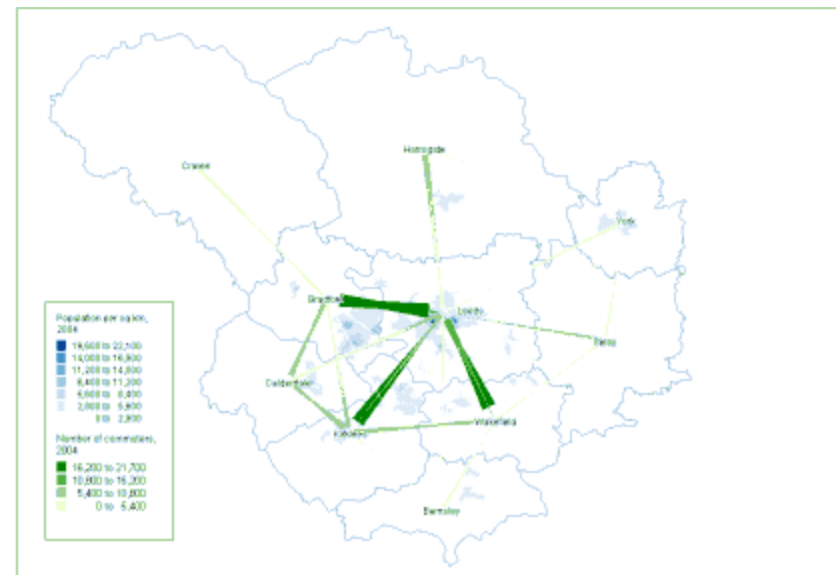 Harrogate
Craven
York
Bradford
Leeds
Selby
Calderdale
Kirklees
Wakefield
Barnsley
Population per sq km,
2004
19,600 to 22,100
14,000 to 16,800
11,200 to 14,000
8,400 to 11,200
5,600 to 8,400
2,800 to 5,600
0 to 2,800
Number of commuters,
2004
16,200 to 21,700
10,800 to 16,200
5,400 to 10,800
0 to 5,400